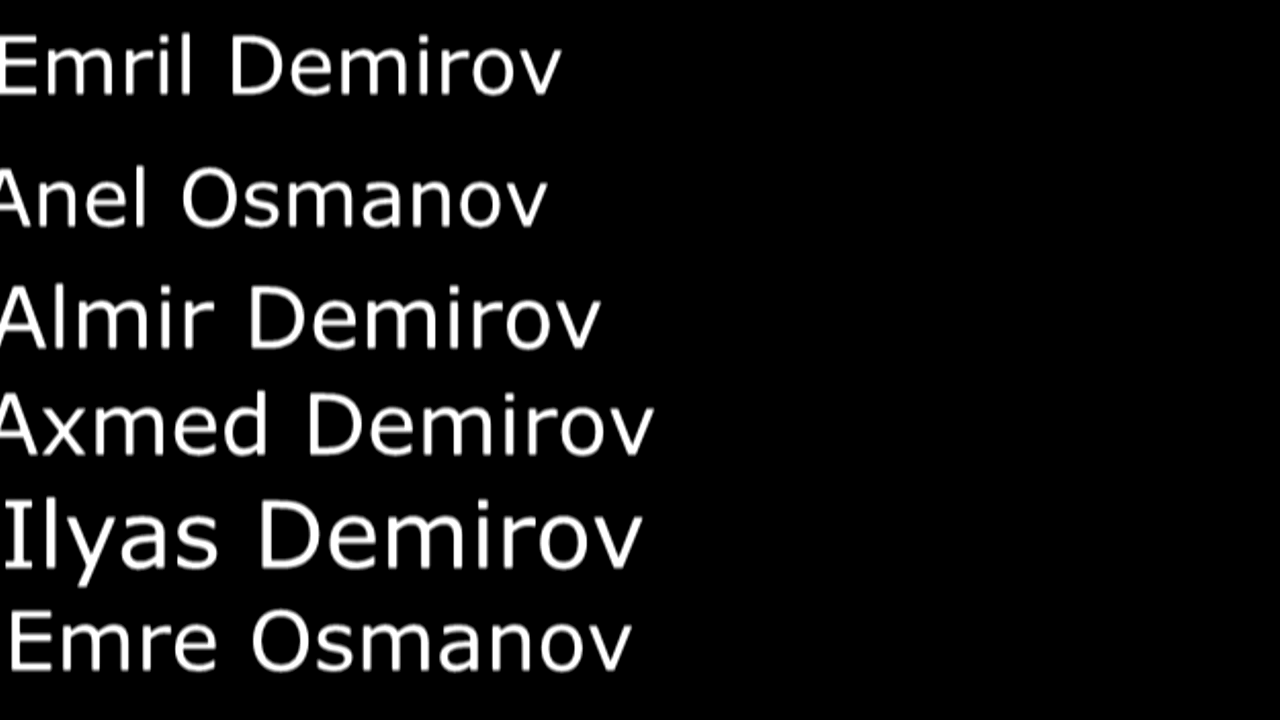 Emril Demirov
Anel Osmanov
Almir Demirov
Axmed Demirov
Ilyas Demirov
Emre Osmanov